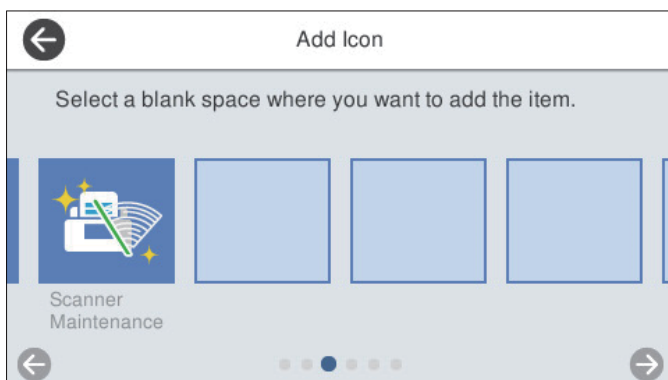 Add Icon
Select a blank space where you want to add the item.
Scanner
Maintenance